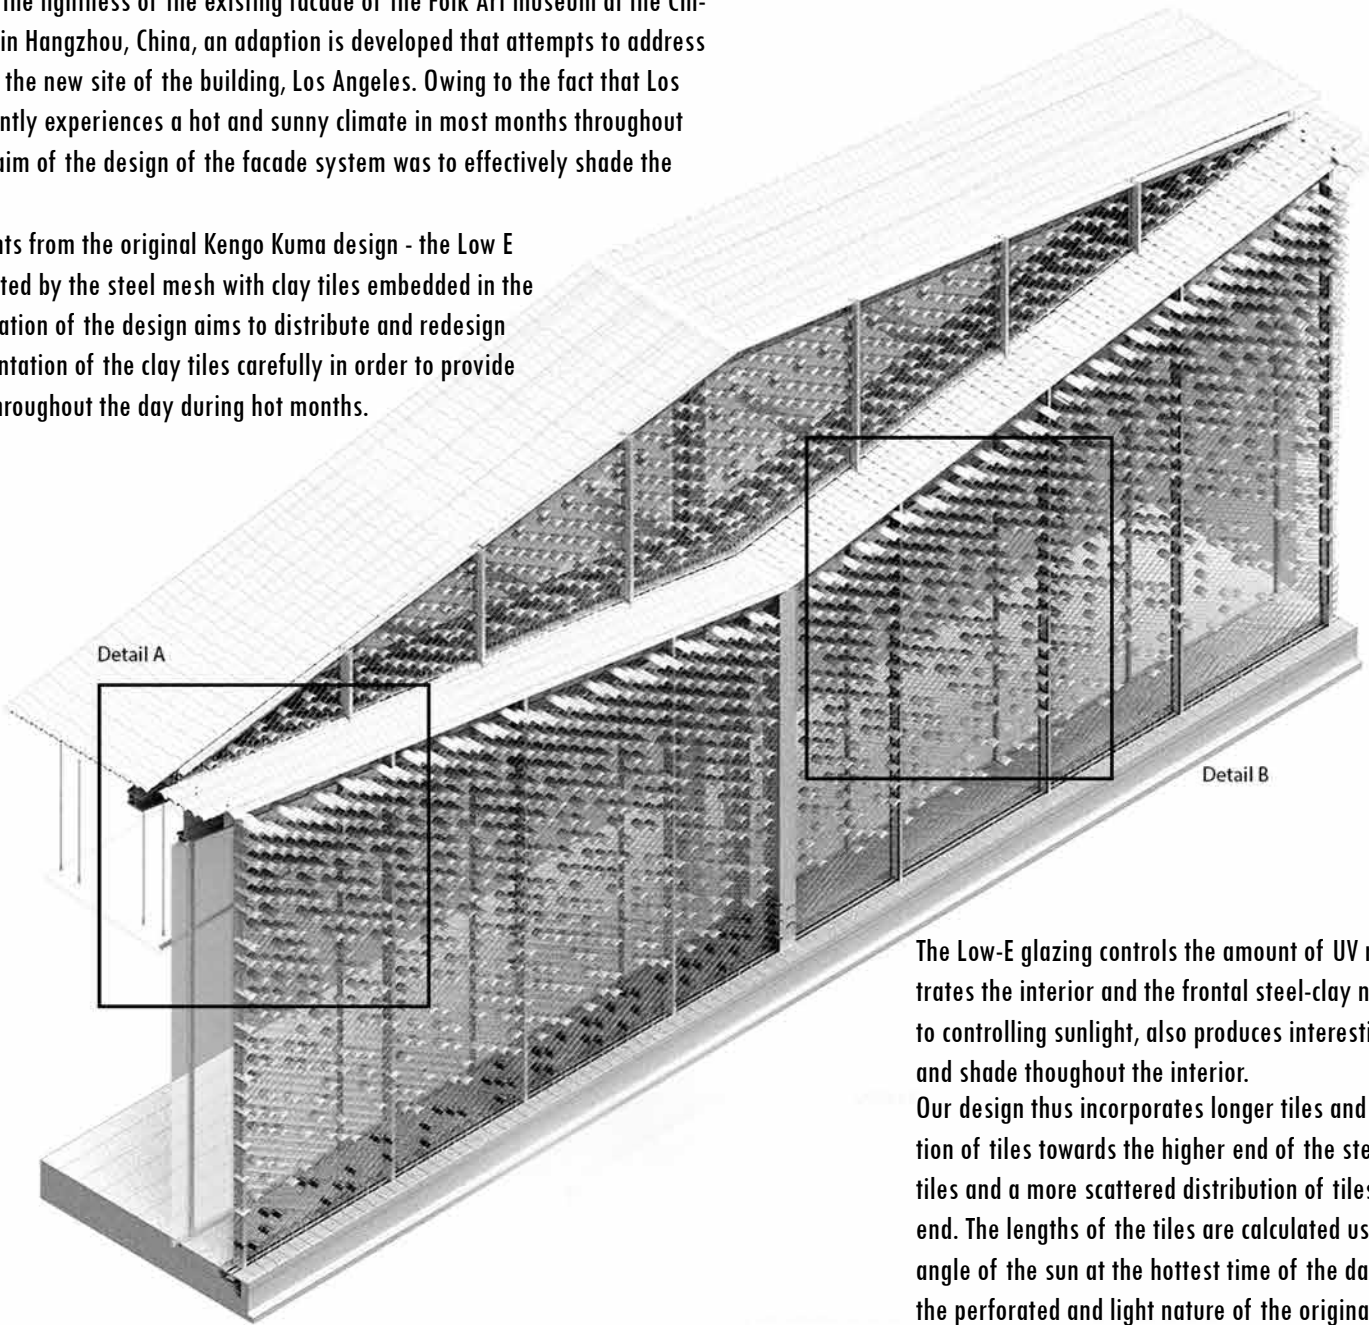 the lightness of the existing facade of the Folk Art museum at the Chi-
in Hangzhou, China, an adaption is developed that attempts to address
the new site of the building, Los Angeles. Owing to the fact that Los
ntly experiences a hot and sunny climate in most months throughout
aim of the design of the facade system was to effectively shade the
nts from the original Kengo Kuma design - the Low E
ted by the steel mesh with clay tiles embedded in the
ation of the design aims to distribute and redesign
ntation of the clay tiles carefully in order to provide
hroughout the day during hot months.
Detail A
Detail B
The Low-E glazing controls the amount of UV
trates the interior and the frontal steel-clay
to controlling sunlight, also produces interesti
and shade thoughout the interior.
Our design thus incorporates longer tiles and
tion of tiles towards the higher end of the ste
tiles and a more scattered distribution of tiles
end. The lengths of the tiles are calculated us
angle of the sun at the hottest time of the da
the perforated and light nature of the origina